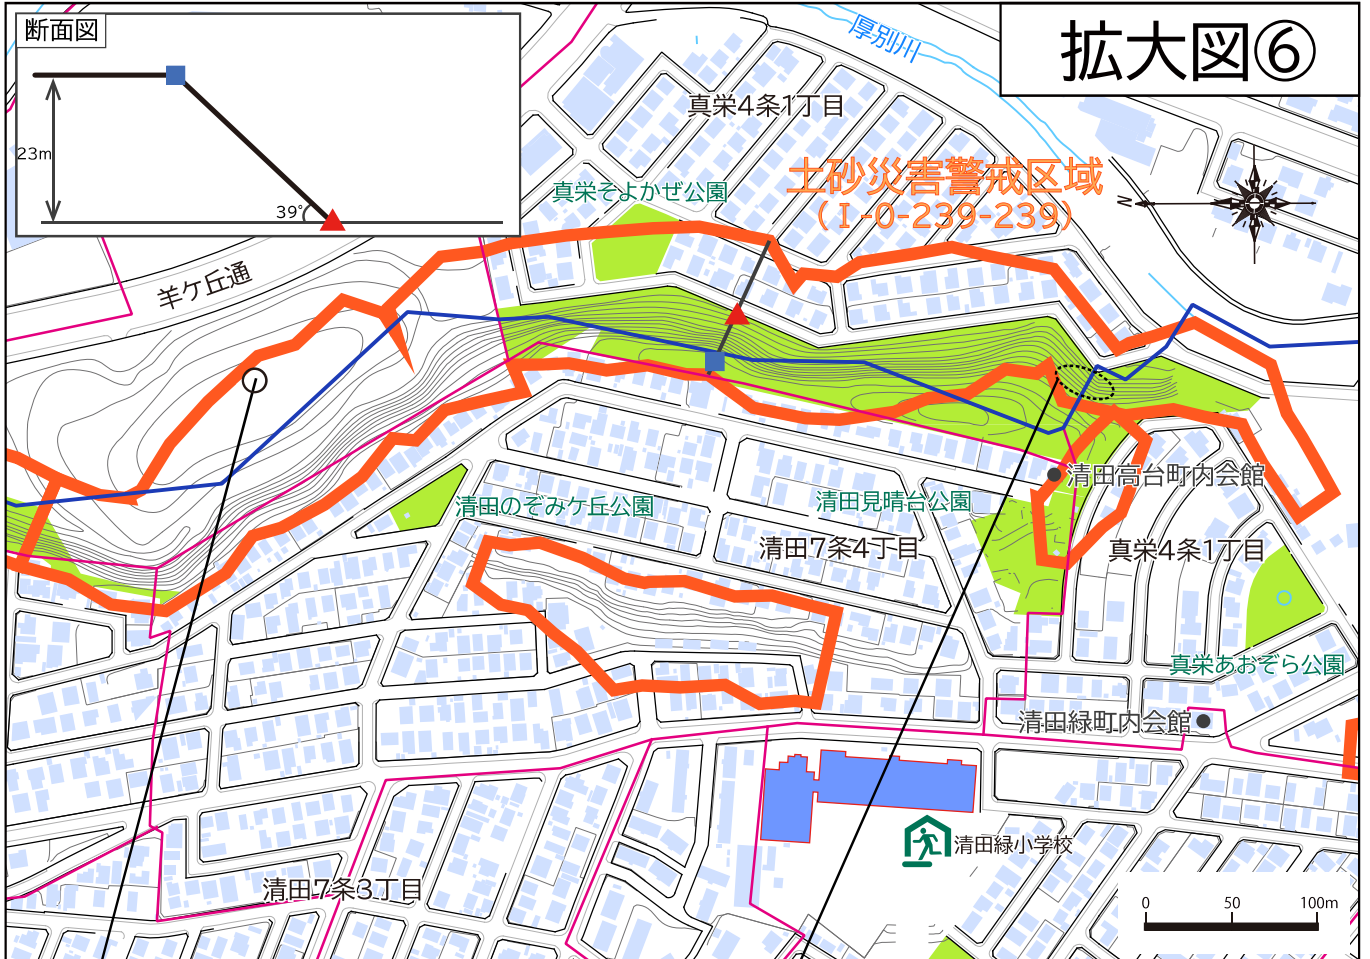 断面図
23m
39°
拡大図⑥
厚別川
真栄4条1丁目
土砂災害警戒区域
(Ⅰ-0-239-239)
真栄そよかぜ公園
N
羊ケ丘通
清田のぞみケ丘公園
清田見晴台公園
清田高台町内会館
清田7条4丁目
真栄4条1丁目
真栄あおぞら公園
清田緑町内会館
清田緑小学校
清田7条3丁目
0 50 100m